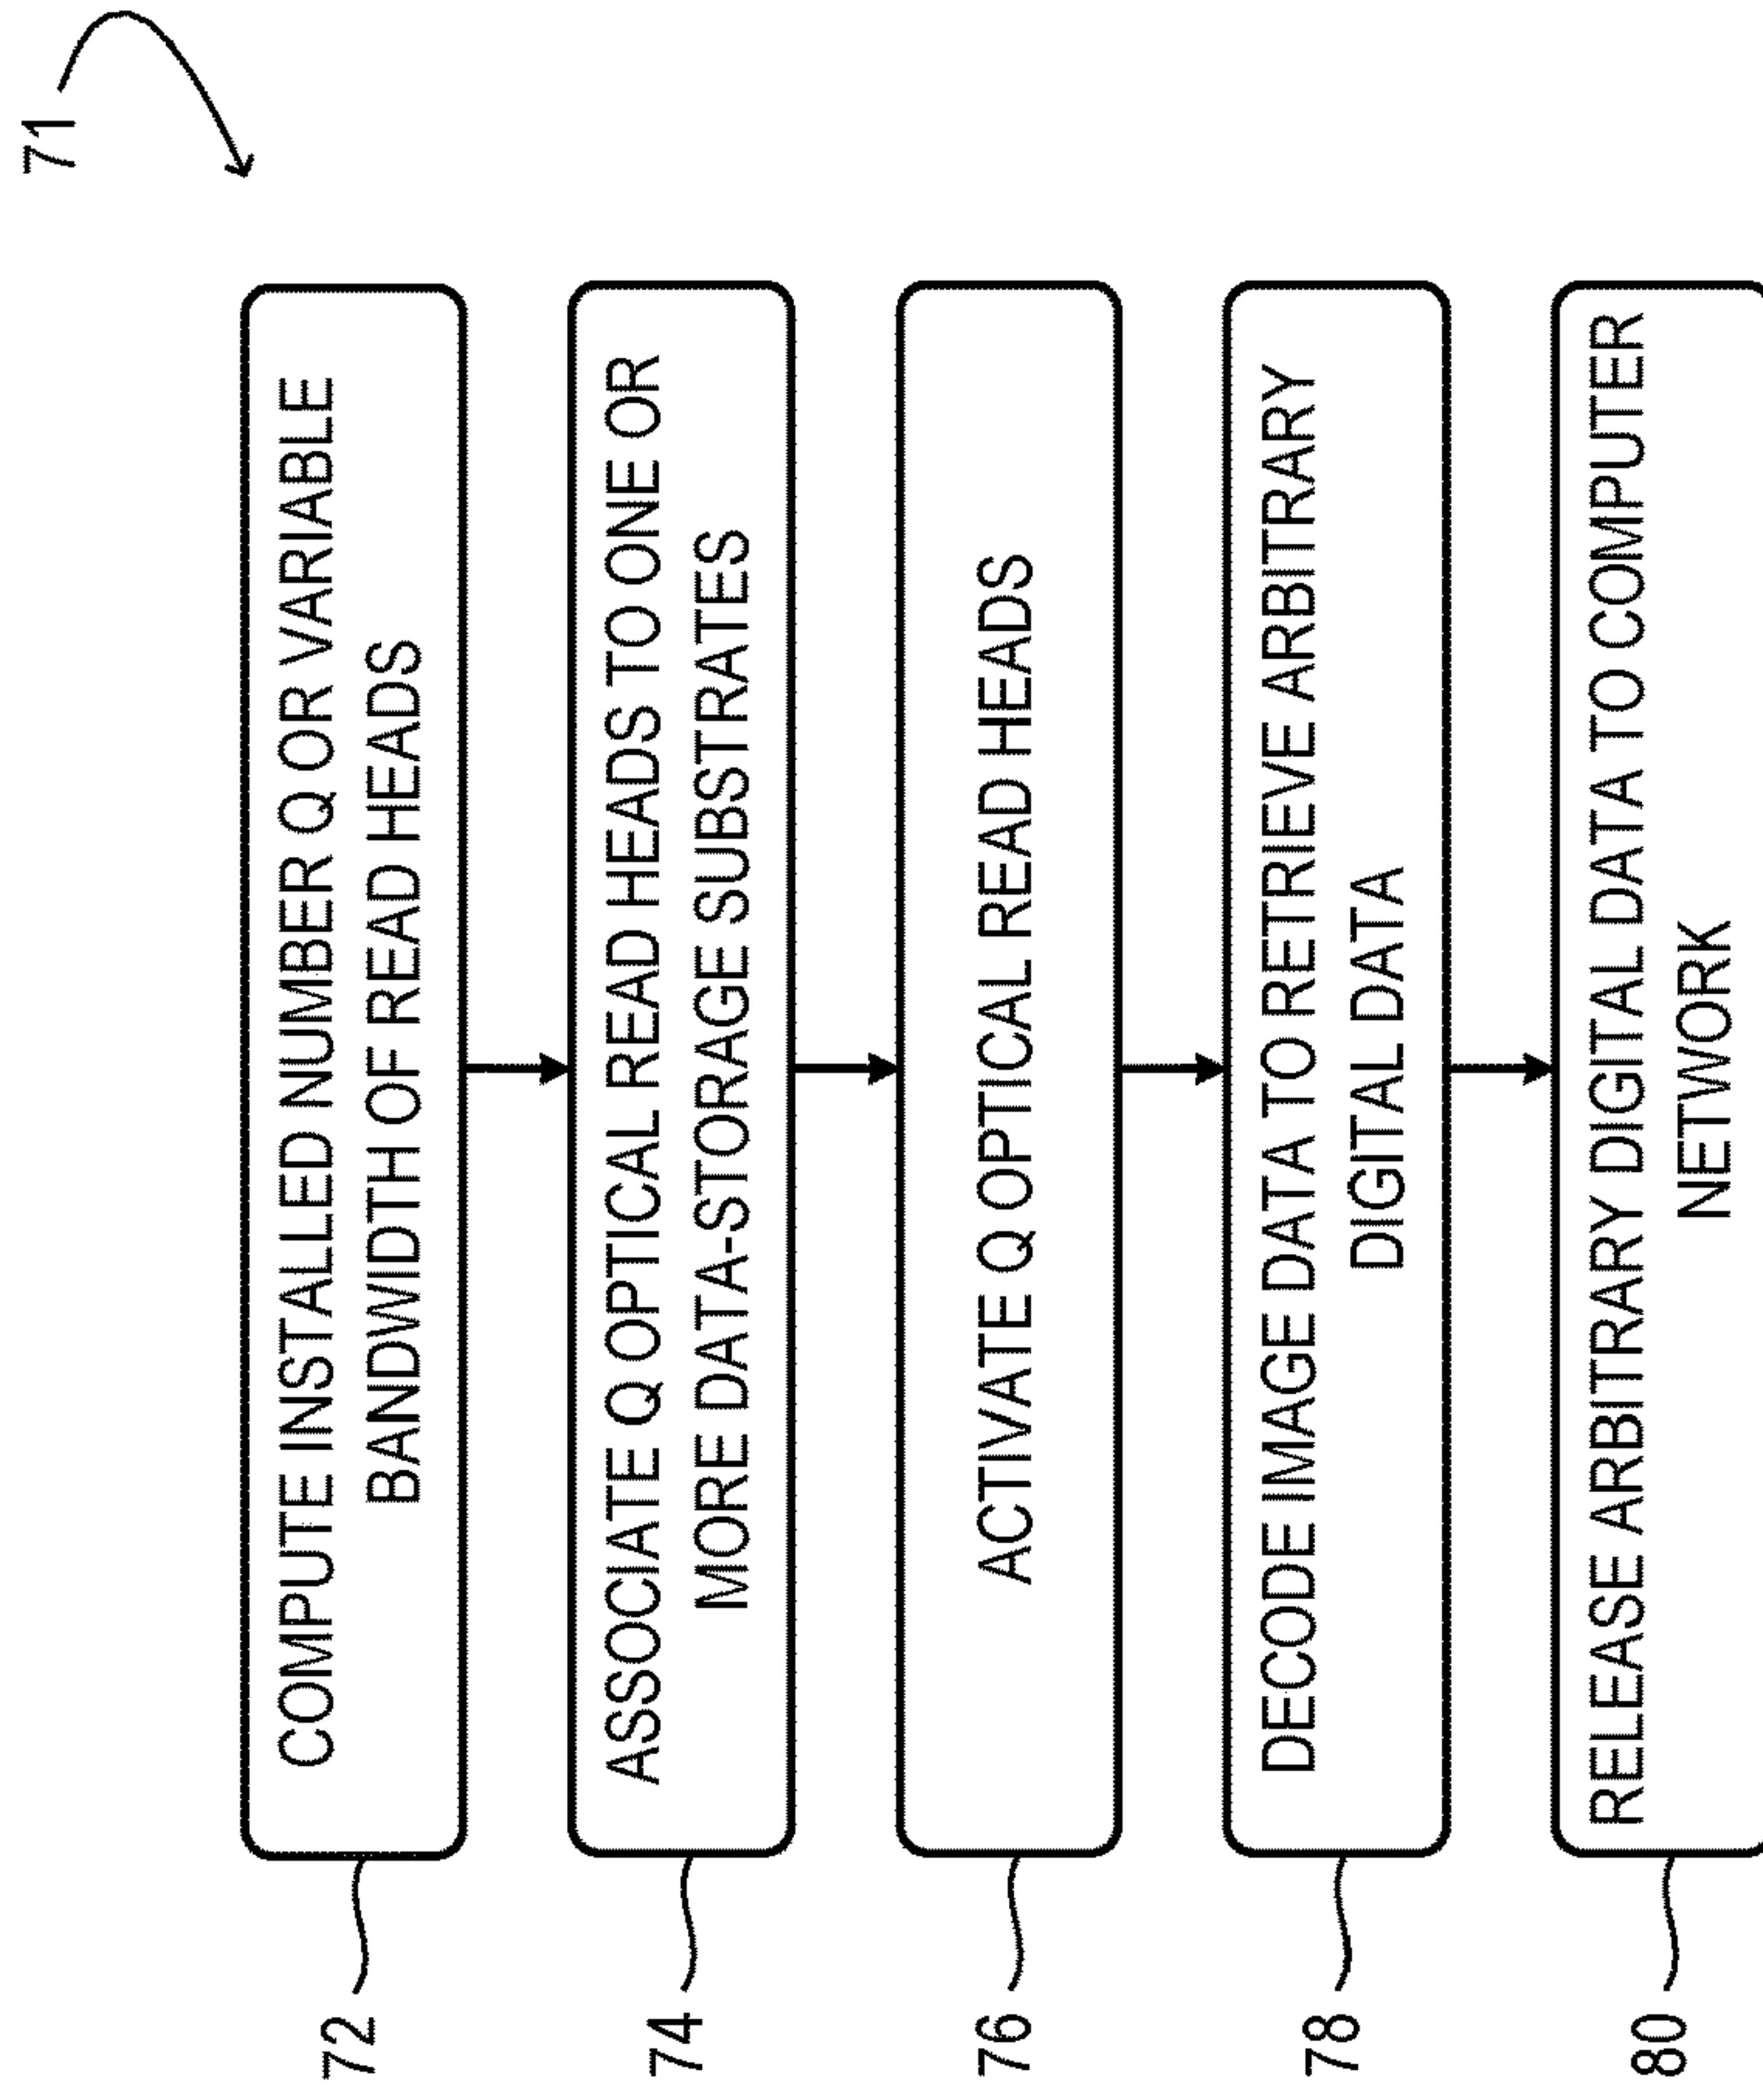 71
72
COMPUTE INSTALLED NUMBER Q OR VARIABLE
BANDWIDTH OF READ HEADS
74
ASSOCIATE Q OPTICAL READ HEADS TO ONE OR
MORE DATA-STORAGE SUBSTRATES
76
ACTIVATE Q OPTICAL READ HEADS
78
DECODE IMAGE DATA TO RETRIEVE ARBITRARY
DIGITAL DATA
80
RELEASE ARBITRARY DIGITAL DATA TO COMPUTER
NETWORK